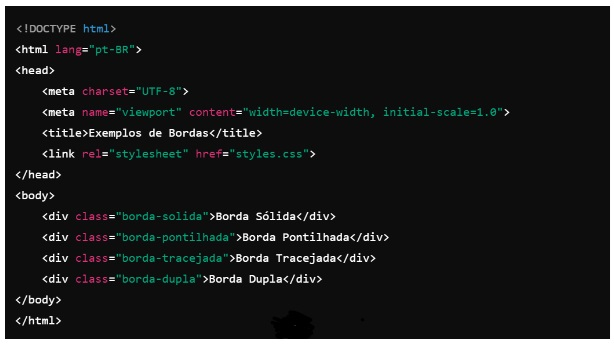 <!DOCTYPE html>
<html lang="pt-BR">
<head>
<meta charset="UTF-8">
<meta name="viewport" content="width=device-width, initial-scale=1.0">
<title>Exemplos de Bordas</title>
<link rel="stylesheet" href="styles.css">
</head>
<body>
<div class="borda-solida">Borda Sólida</div>
<div class="borda-pontilhada">Borda Pontilhada</div>
<div class="borda-tracejada">Borda Tracejada</div>
<div class="borda-dupla">Borda Dupla</div>
</body>
</html>